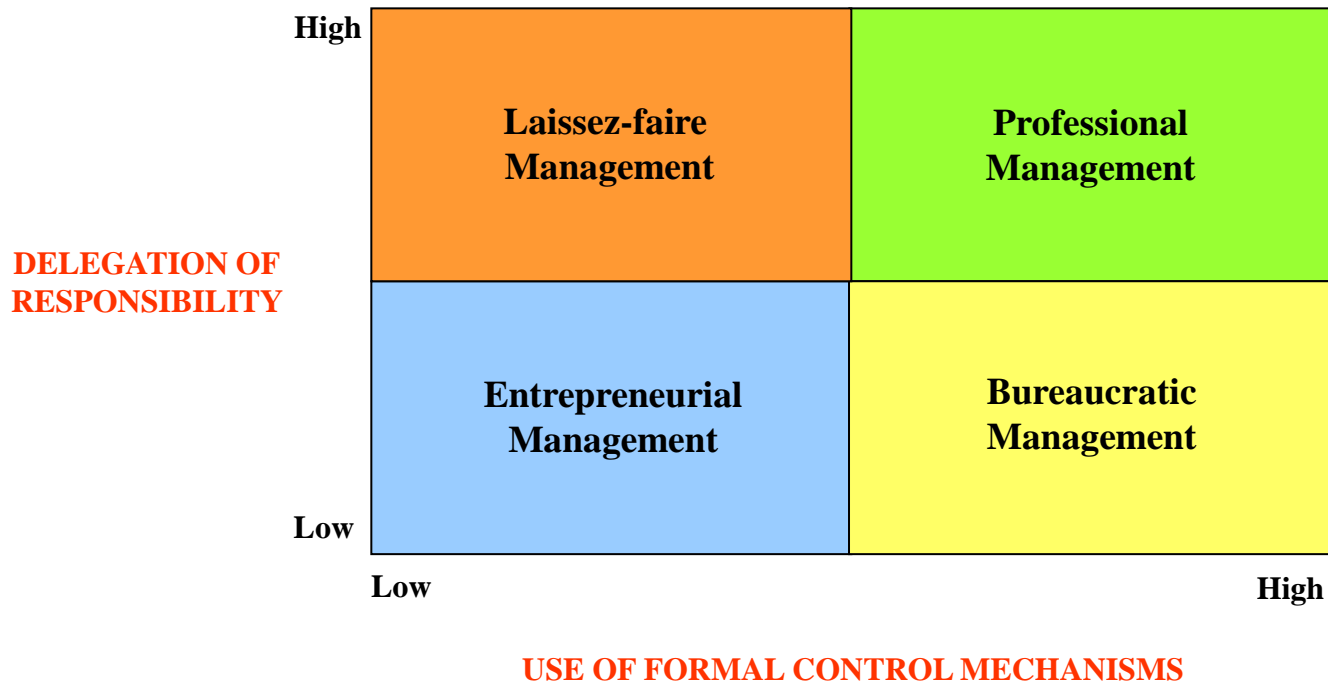 High
Laissez-faire
Management
Professional
Management
DELEGATION OF
RESPONSIBILITY
Entrepreneurial
Management
Bureaucratic
Management
Low
Low
High
USE OF FORMAL CONTROL MECHANISMS